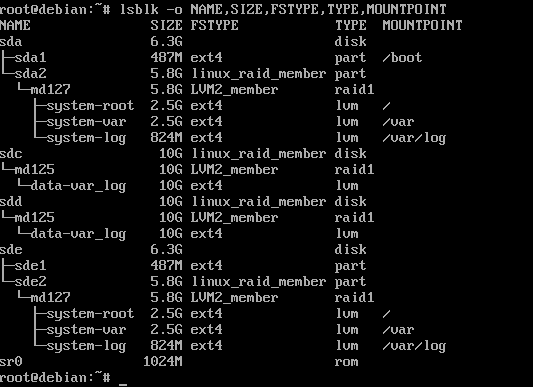 root@debian:~# lsblk -o NAME,SIZE,FSTYPE,TYPE,MOUNTPOINT
NAME                SIZE FSTYPE            TYPE  MOUNTPOINT
sda                 6.3G                   disk
├─sda1              487M ext4              part  /boot
└─sda2              5.8G linux_raid_member part
  └─md127           5.8G LVM2_member       raid1
    ├─system-root   2.5G ext4              lvm   /
    ├─system-var    2.5G ext4              lvm   /var
    └─system-log    824M ext4              lvm   /var/log
sdc                  10G linux_raid_member disk
└─md125              10G LVM2_member       raid1
  └─data-var_log     10G ext4              lvm
sdd                  10G linux_raid_member disk
└─md125              10G LVM2_member       raid1
  └─data-var_log     10G ext4              lvm
sde                 6.3G                   disk
├─sde1              487M ext4              part
└─sde2              5.8G linux_raid_member part
  └─md127           5.8G LVM2_member       raid1
    ├─system-root   2.5G ext4              lvm   /
    ├─system-var    2.5G ext4              lvm   /var
    └─system-log    824M ext4              lvm   /var/log
sr0                1024M                   rom
root@debian:~# _